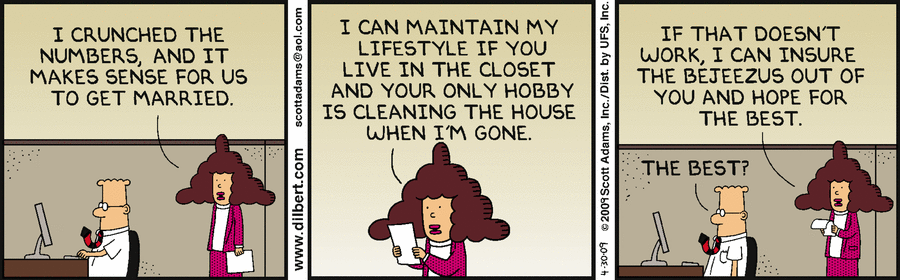 I CRUNCHED THE
NUMBERS, AND IT
MAKES SENSE FOR US
TO GET MARRIED.
www.dilbert.com scottadams@aol.com
I CAN MAINTAIN MY
LIFESTYLE IF YOU
LIVE IN THE CLOSET
AND YOUR ONLY HOBBY
IS CLEANING THE HOUSE
WHEN I'M GONE.
4-30-09 © 2009 Scott Adams, Inc./Dist. by UFS, Inc.
IF THAT DOESN'T
WORK, I CAN INSURE
THE BEJEEZUS OUT OF
YOU AND HOPE FOR
THE BEST.
THE BEST?